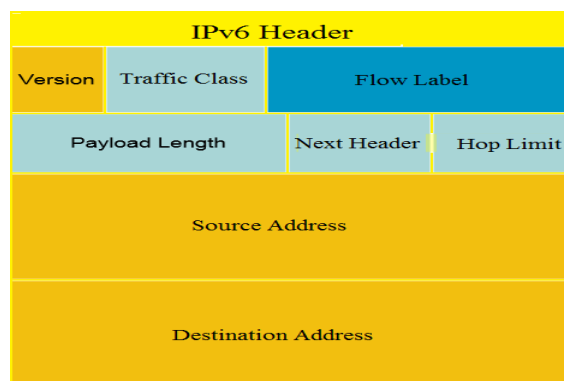 IPv6 Header
Version Traffic Class Flow Label
Payload Length Next Header Hop Limit
Source Address
Destination Address